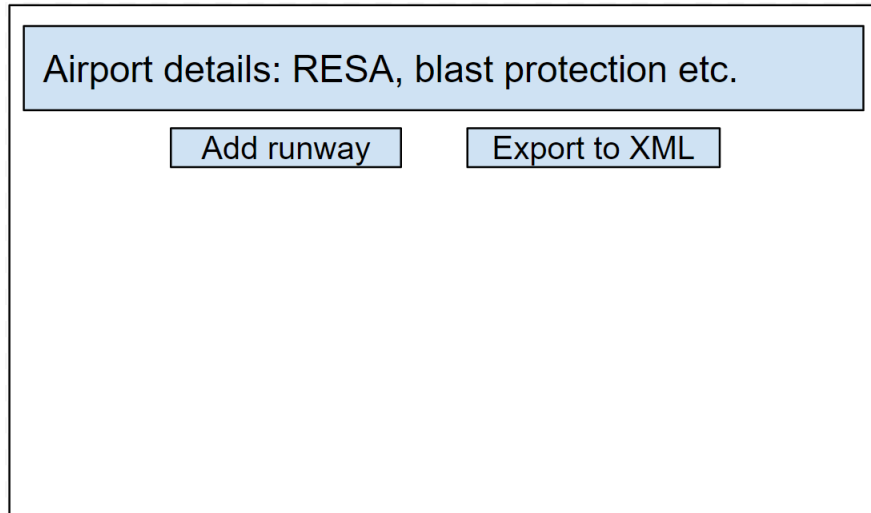 Airport details: RESA, blast protection etc.
Add runway
Export to XML